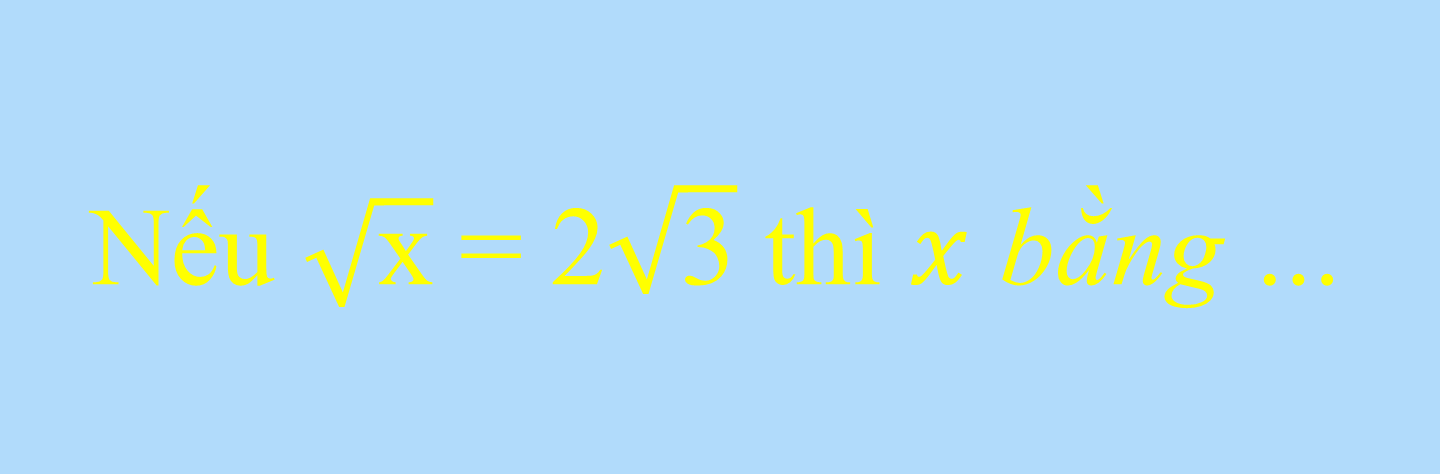 Nếu √x = 2√3 thì x bằng ...